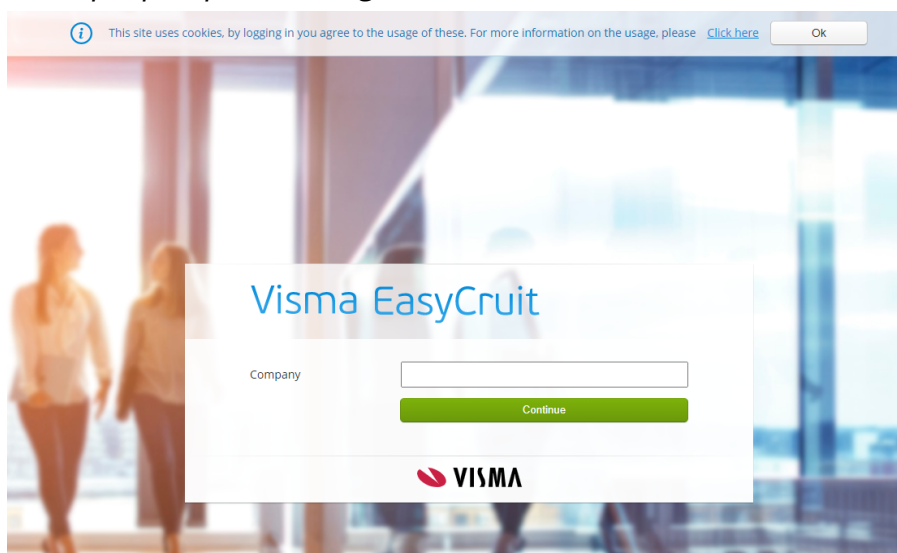 This site uses cookies, by logging in you agree to the usage of these. For more information on the usage, please Click here Ok
Visma EasyCruit
Company
Continue
VISMA